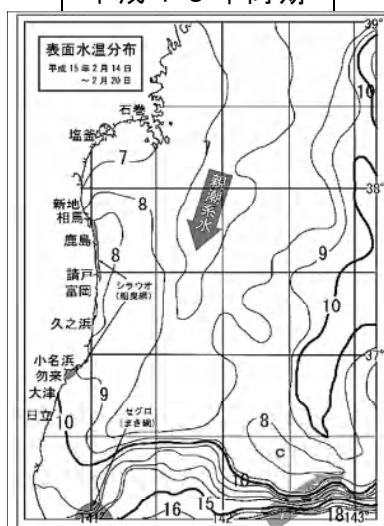 平成15年同期
表面水温分布
平成15年2月14日
～2月20日
39°
10
石巻
塩釜
7
38°
親潮系水
新地
相馬
8
鹿島
8
9
請戸
富岡
シラウオ
(船曳網)
10
久之浜
37°
小名浜
勿来
大津
9
セグロ
(まき網)
8
日立
10
C
10
141°
16
15
142°
18
143°